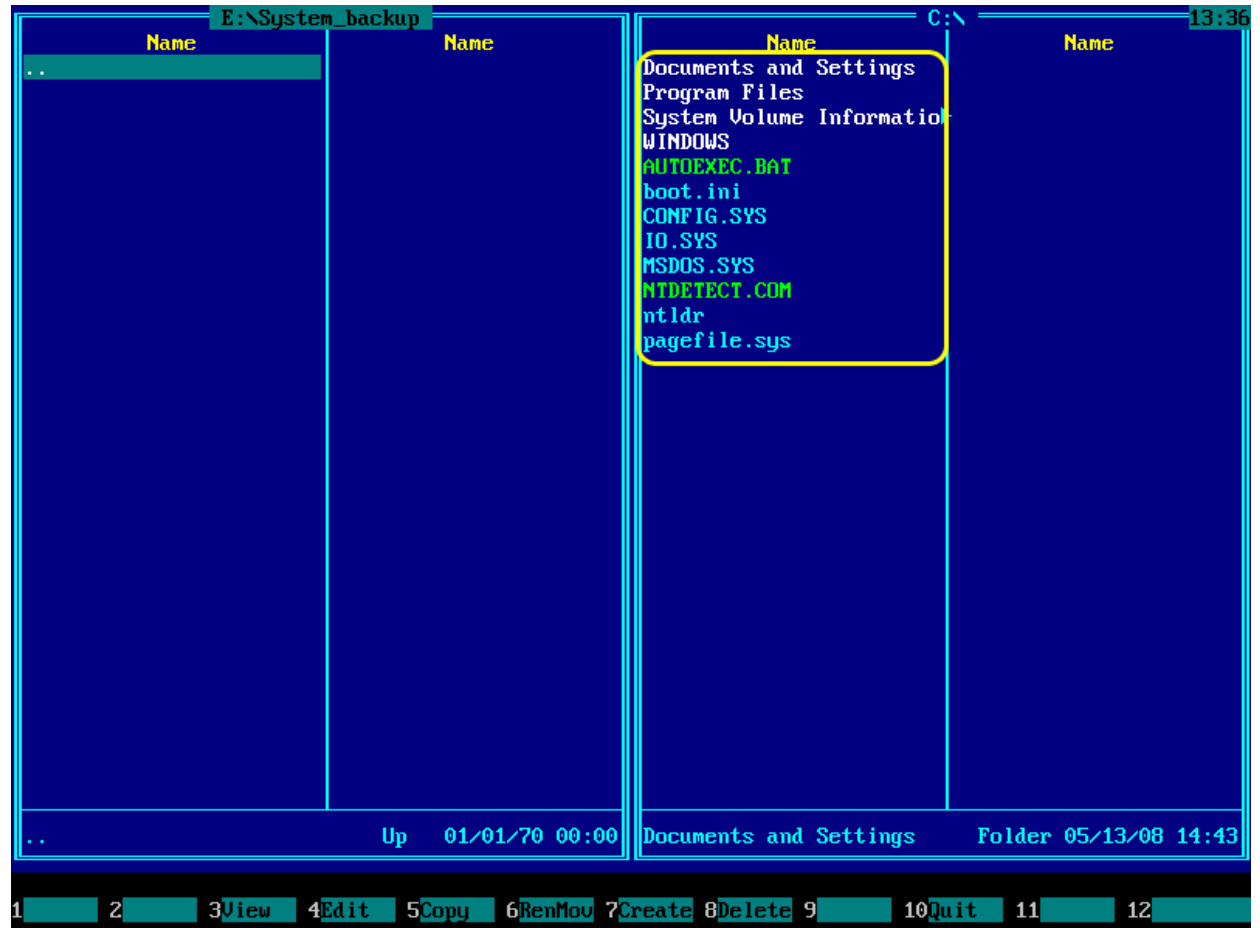 E:\System_backup
C:\
13:36
Name Name
Name Name
..
Documents and Settings
Program Files
System Volume Informatio
WINDOWS
AUTOEXEC.BAT
boot.ini
CONFIG.SYS
IO.SYS
MSDOS.SYS
NTDETECT.COM
ntldr
pagefile.sys
.. Up 01/01/70 00:00
Documents and Settings Folder 05/13/08 14:43
1 2 3View 4Edit 5Copy 6RenMov 7Create 8Delete 9 10Quit 11 12